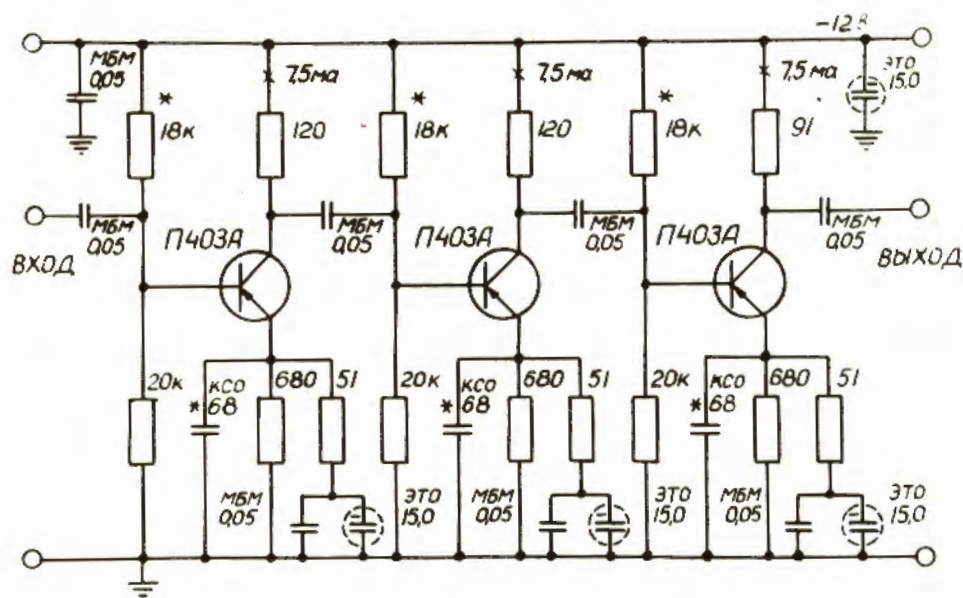 -12В
МБМ
0,05
*
18к
7,5ма
120
*
18к
7,5ма
120
*
18к
7,5ма
91
ЭТО
15,0
МБМ
0,05
ВХОД
П403А
МБМ
0,05
П403А
МБМ
0,05
П403А
МБМ
0,05
ВЫХОД
20к
ксо
* 68
680
51
20к
ксо
* 68
680
51
20к
ксо
* 68
680
51
МБМ
0,05
ЭТО
15,0
МБМ
0,05
ЭТО
15,0
МБМ
0,05
ЭТО
15,0